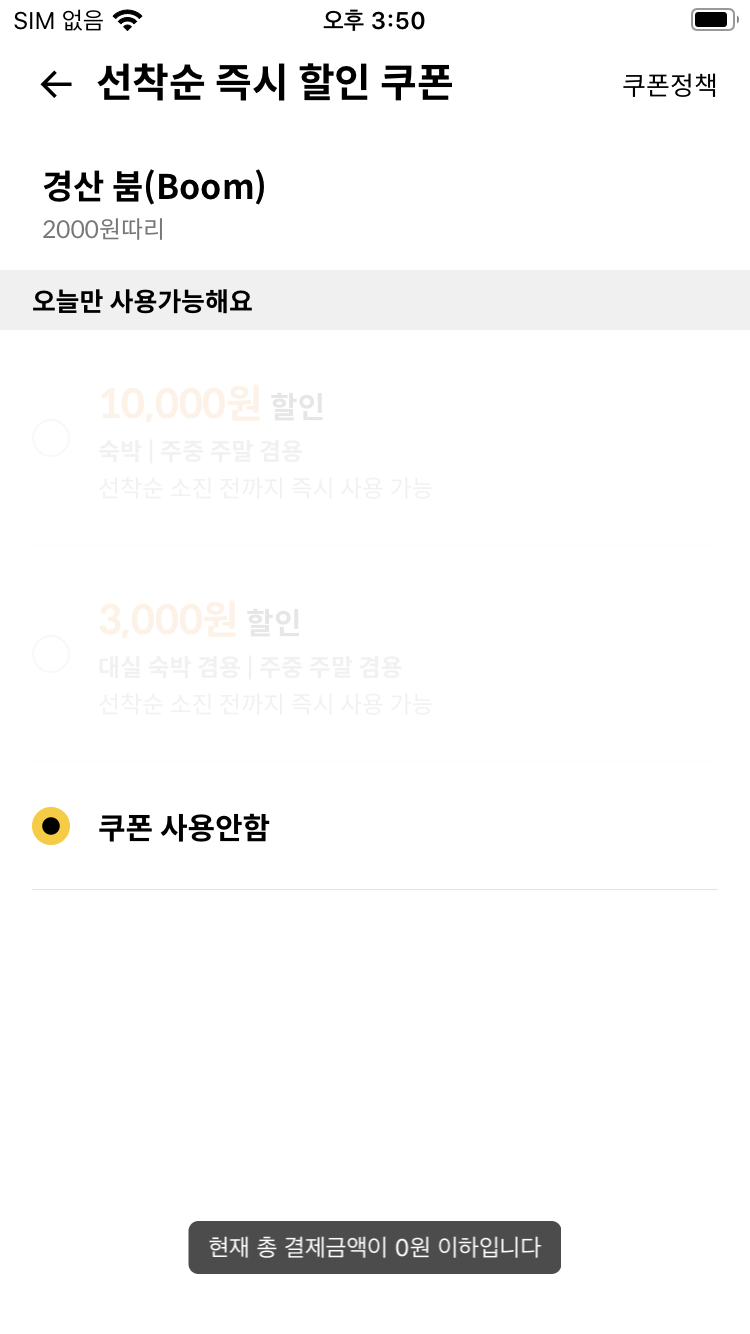 SIM 없음
오후 3:50
선착순 즉시 할인 쿠폰
쿠폰정책
경산 붐(Boom)
2000원따리
오늘만 사용가능해요
10,000원 할인
숙박 | 주중 주말 겸용
선착순 소진 전까지 즉시 사용 가능
3,000원 할인
대실 숙박 겸용 | 주중 주말 겸용
선착순 소진 전까지 즉시 사용 가능
쿠폰 사용안함
현재 총 결제금액이 0원 이하입니다